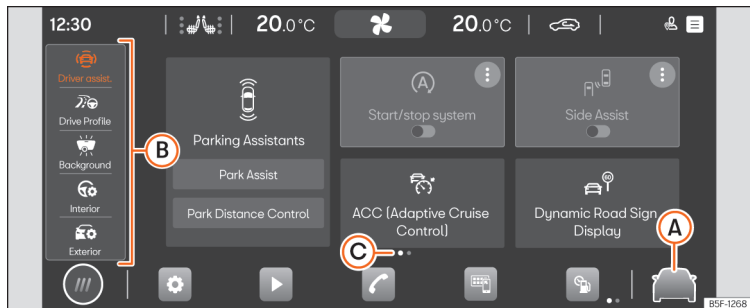 12:30
20.0°C
20.0°C
Driver assist.
Drive Profile
Background
Interior
Exterior
B
Parking Assistants
Park Assist
Park Distance Control
A
Start/stop system
Side Assist
ACC (Adaptive Cruise
Control)
60
Dynamic Road Sign
Display
A
C
B5F-1268